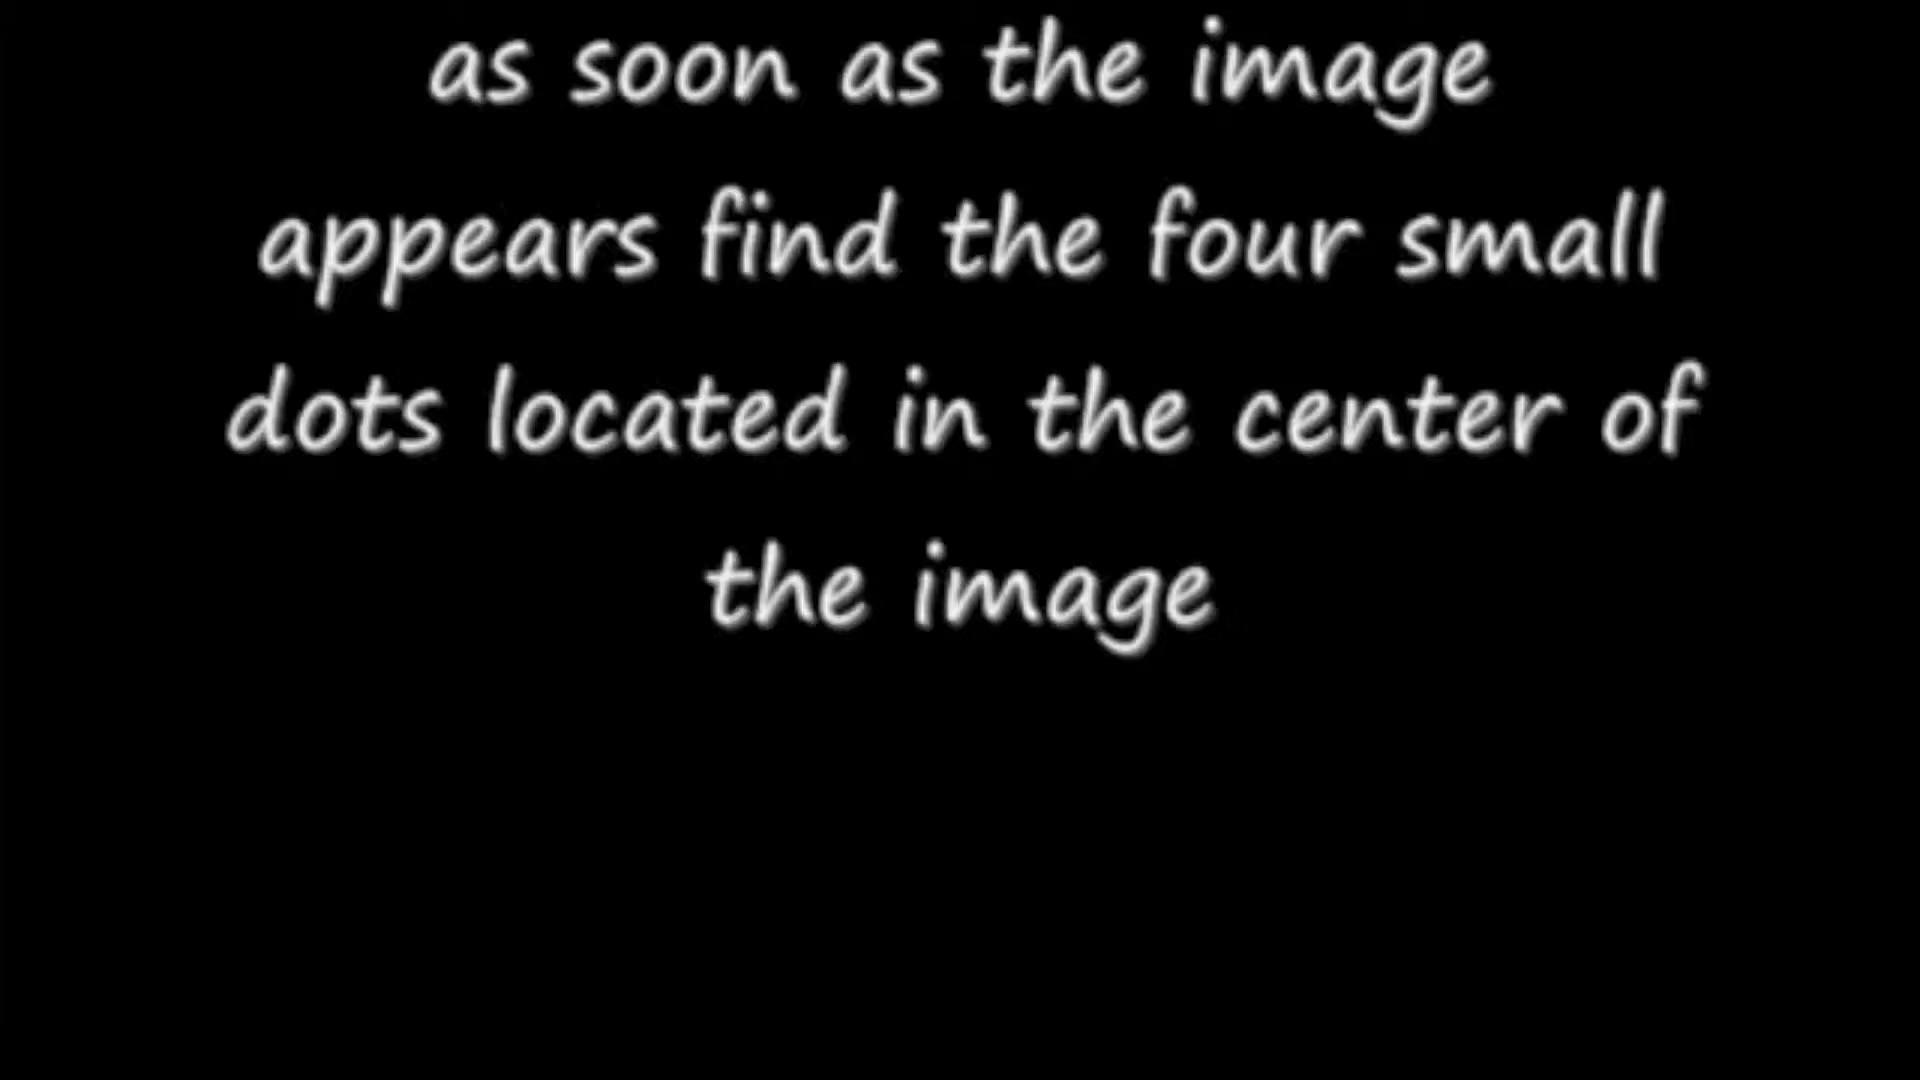 as soon as the image
appears find the four small
dots located in the center of
the image